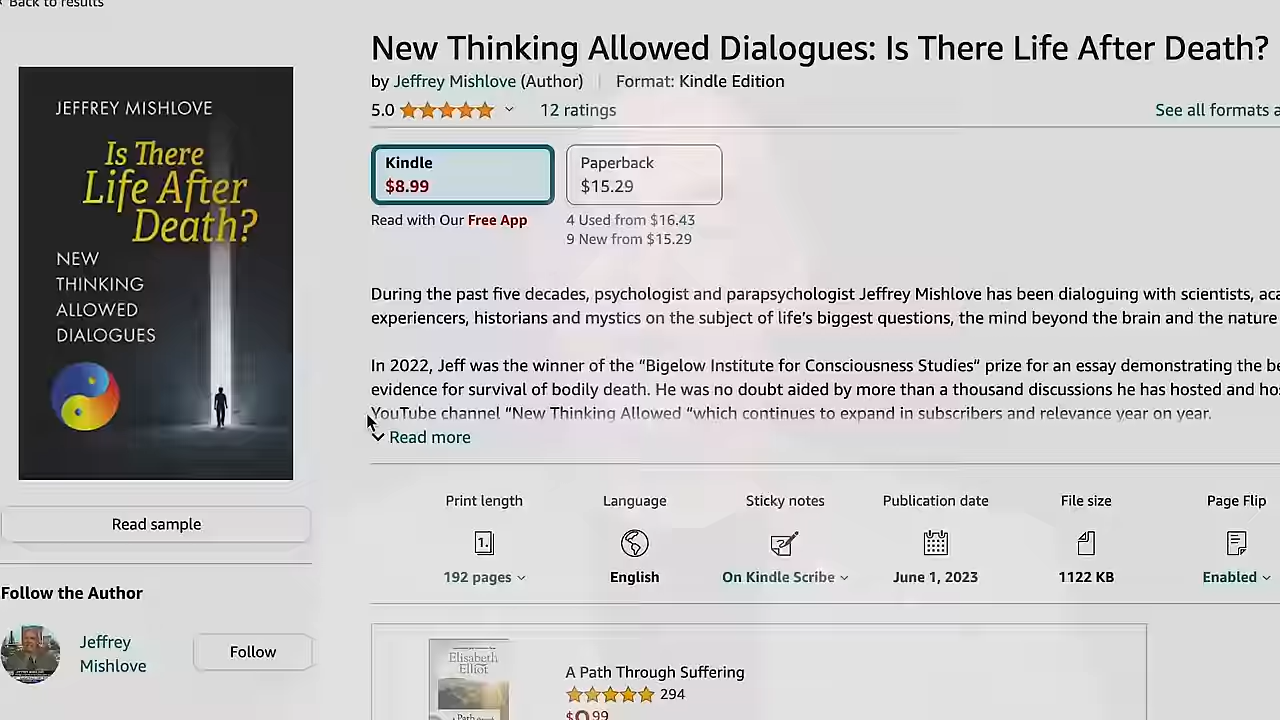 Back to results
New Thinking Allowed Dialogues: Is There Life After Death?
by Jeffrey Mishlove (Author) | Format: Kindle Edition
5.0 12 ratings
See all formats a
JEFFREY MISHLOVE
Is There
Life After
Death?
NEW
THINKING
ALLOWED
DIALOGUES
Kindle
$8.99
Paperback
$15.29
Read with Our Free App
4 Used from $16.43
9 New from $15.29
During the past five decades, psychologist and parapsychologist Jeffrey Mishlove has been dialoguing with scientists, aca
experiencers, historians and mystics on the subject of life’s biggest questions, the mind beyond the brain and the nature
In 2022, Jeff was the winner of the “Bigelow Institute for Consciousness Studies“ prize for an essay demonstrating the be
evidence for survival of bodily death. He was no doubt aided by more than a thousand discussions he has hosted and hos
YouTube channel “New Thinking Allowed “which continues to expand in subscribers and relevance year on year.
Read more
Read sample
Print length
Language
Sticky notes
Publication date
File size
Page Flip
1.
192 pages
English
On Kindle Scribe
June 1, 2023
1122 KB
Enabled
Follow the Author
Jeffrey
Mishlove
Follow
Elisabeth
Elliot
A Path
A Path Through Suffering
294
$9.99